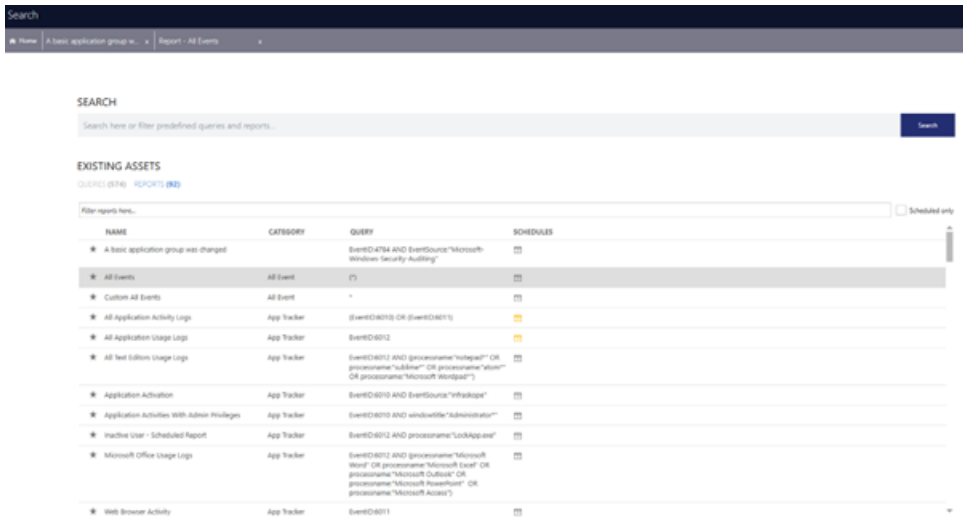 Search
Home A basic application group w... x Report - All Events x
SEARCH
Search here or filter predefined queries and reports...
Search
EXISTING ASSETS
QUERIES (574) REPORTS (92)
Filter reports here...
Scheduled only
NAME CATEGORY QUERY SCHEDULES
A basic application group was changed EventID:4784 AND EventSource:"Microsoft-
Windows-Security-Auditing"
All Events All Event (*)
Custom All Events All Event *
All Application Activity Logs App Tracker (EventID:6010) OR (EventID:6011)
All Application Usage Logs App Tracker EventID:6012
All Text Editors Usage Logs App Tracker EventID:6012 AND (processname:"notepad*" OR
processname:"sublime*" OR processname:"atom*"
OR processname:"Microsoft Wordpad*")
Application Activation App Tracker EventID:6010 AND EventSource:"Infraskope"
Application Activities With Admin Privileges App Tracker EventID:6010 AND windowtitle:"Administrator*"
Inactive User - Scheduled Report App Tracker EventID:6012 AND processname:"LockApp.exe"
Microsoft Office Usage Logs App Tracker EventID:6012 AND (processname:"Microsoft
Word" OR processname:"Microsoft Excel" OR
processname:"Microsoft Outlook" OR
processname:"Microsoft PowerPoint" OR
processname:"Microsoft Access")
Web Browser Activity App Tracker EventID:6011